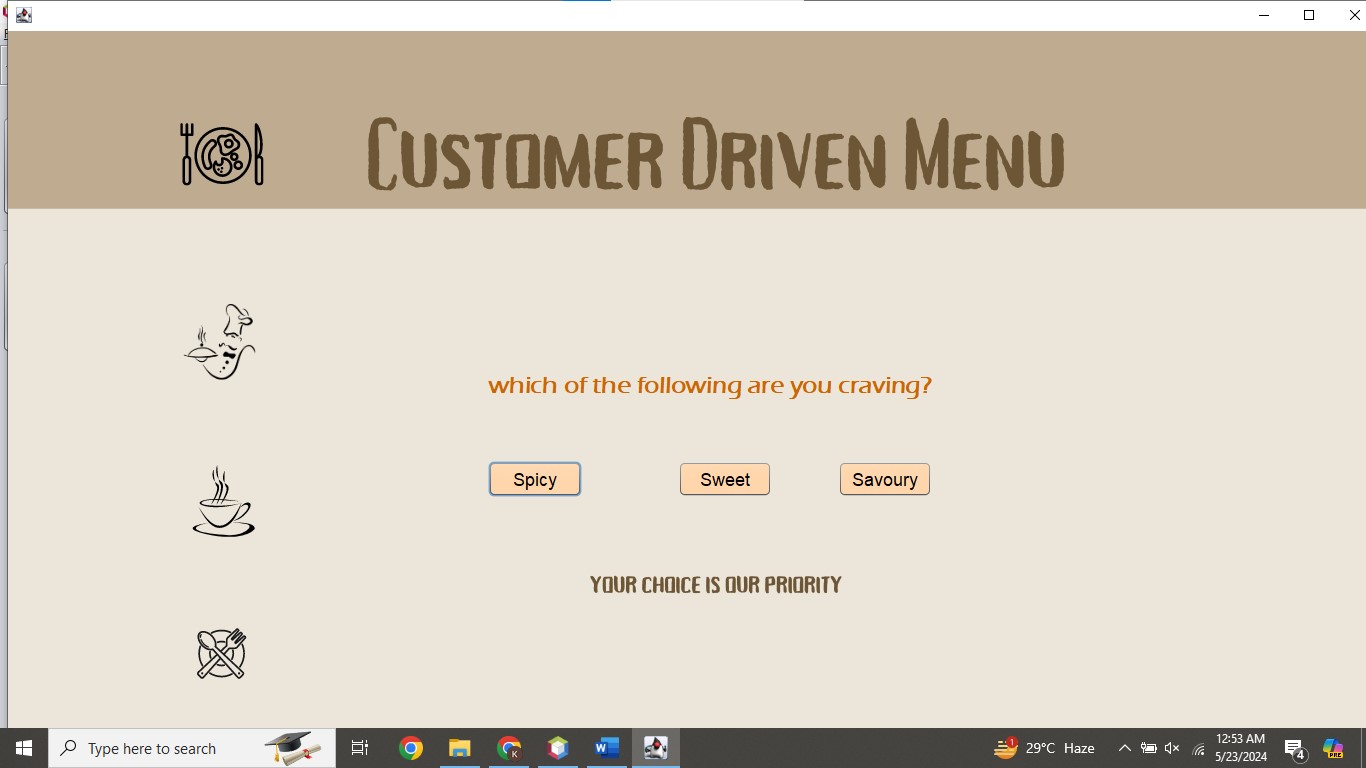 Customer Driven Menu
which of the following are you craving?
Spicy
Sweet
Savoury
YOUR CHOICE IS OUR PRIORITY
Type here to search
K
W
1
29°C Haze
12:53 AM
5/23/2024
4
PRE